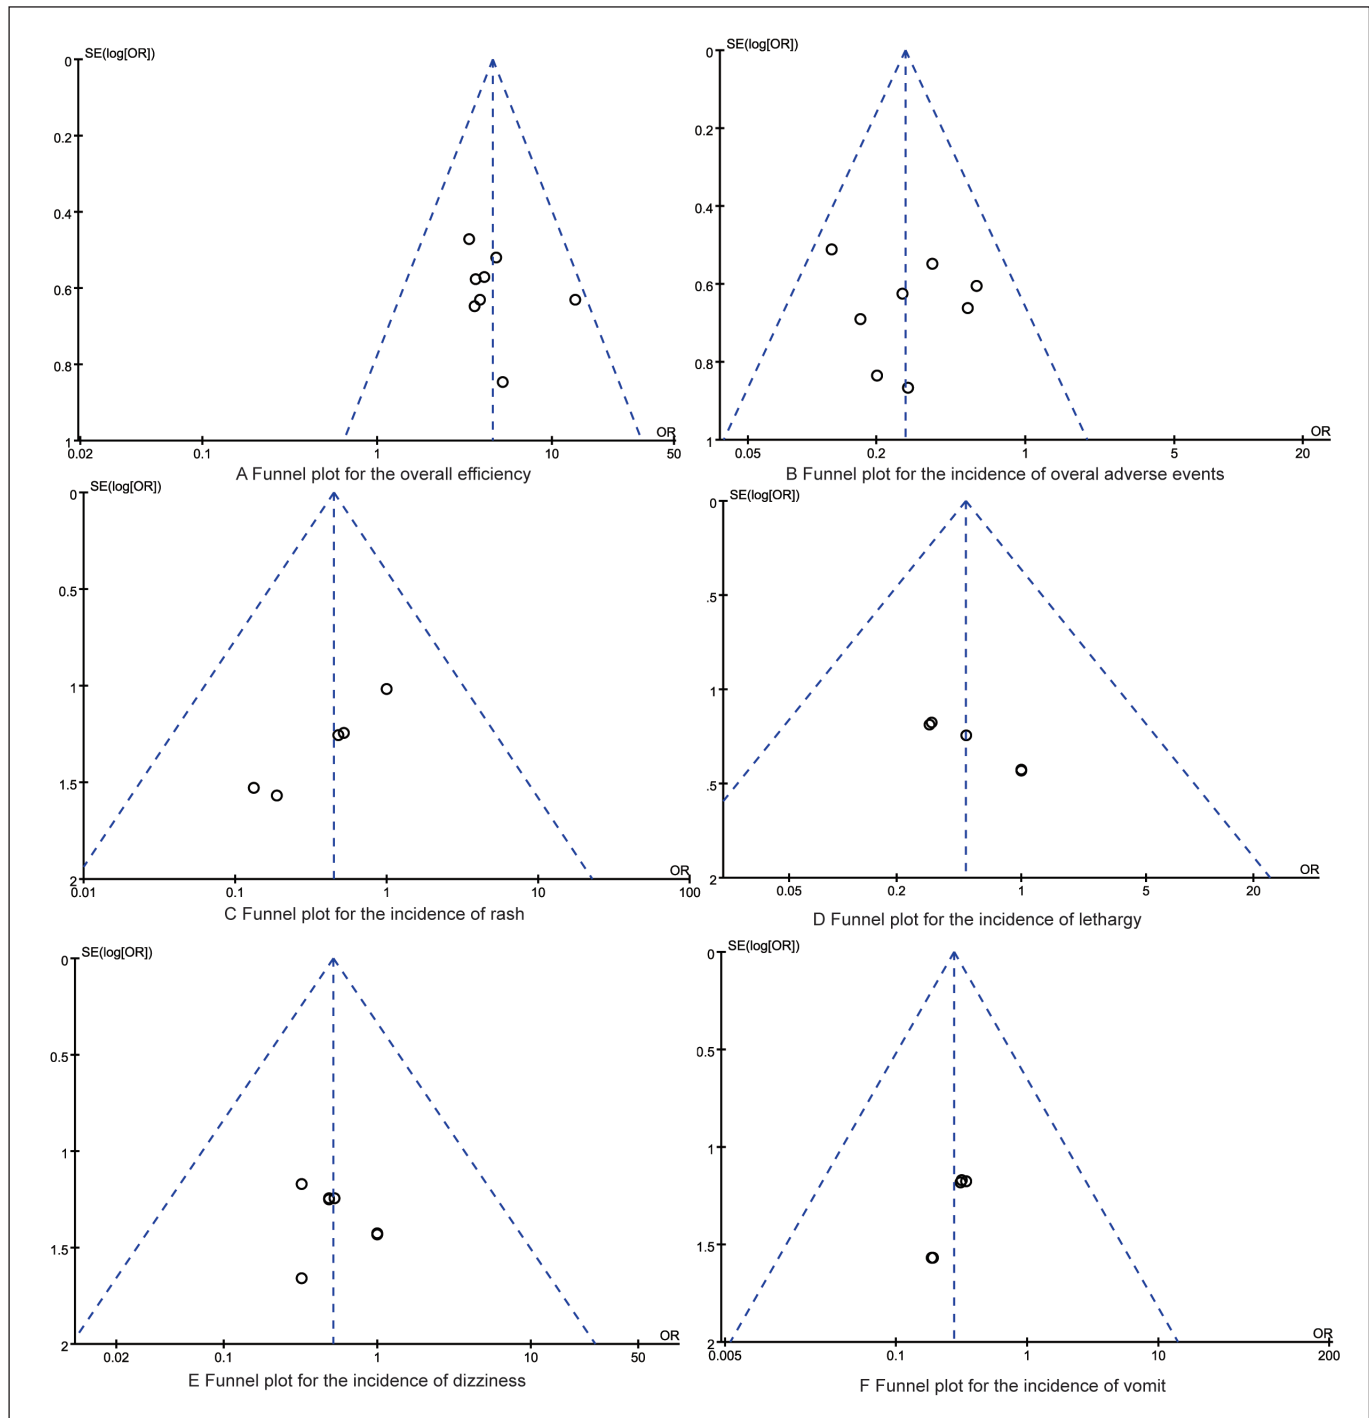 SE(log[OR])
0
0.2
0.4
0.6
0.8
1
0.02 0.1 1 10 50
OR
A Funnel plot for the overall efficiency
SE(log[OR])
0
0.2
0.4
0.6
0.8
1
0.05 0.2 1 5 20
OR
B Funnel plot for the incidence of overal adverse events
SE(log[OR])
0
0.5
1
1.5
2
0.01 0.1 1 10 100
OR
C Funnel plot for the incidence of rash
SE(log[OR])
0
.5
1
.5
2
0.05 0.2 1 5 20
OR
D Funnel plot for the incidence of lethargy
SE(log[OR])
0
0.5
1
1.5
2
0.02 0.1 1 10 50
OR
E Funnel plot for the incidence of dizziness
SE(log[OR])
0
0.5
1
1.5
2
0.005 0.1 1 10 200
OR
F Funnel plot for the incidence of vomit